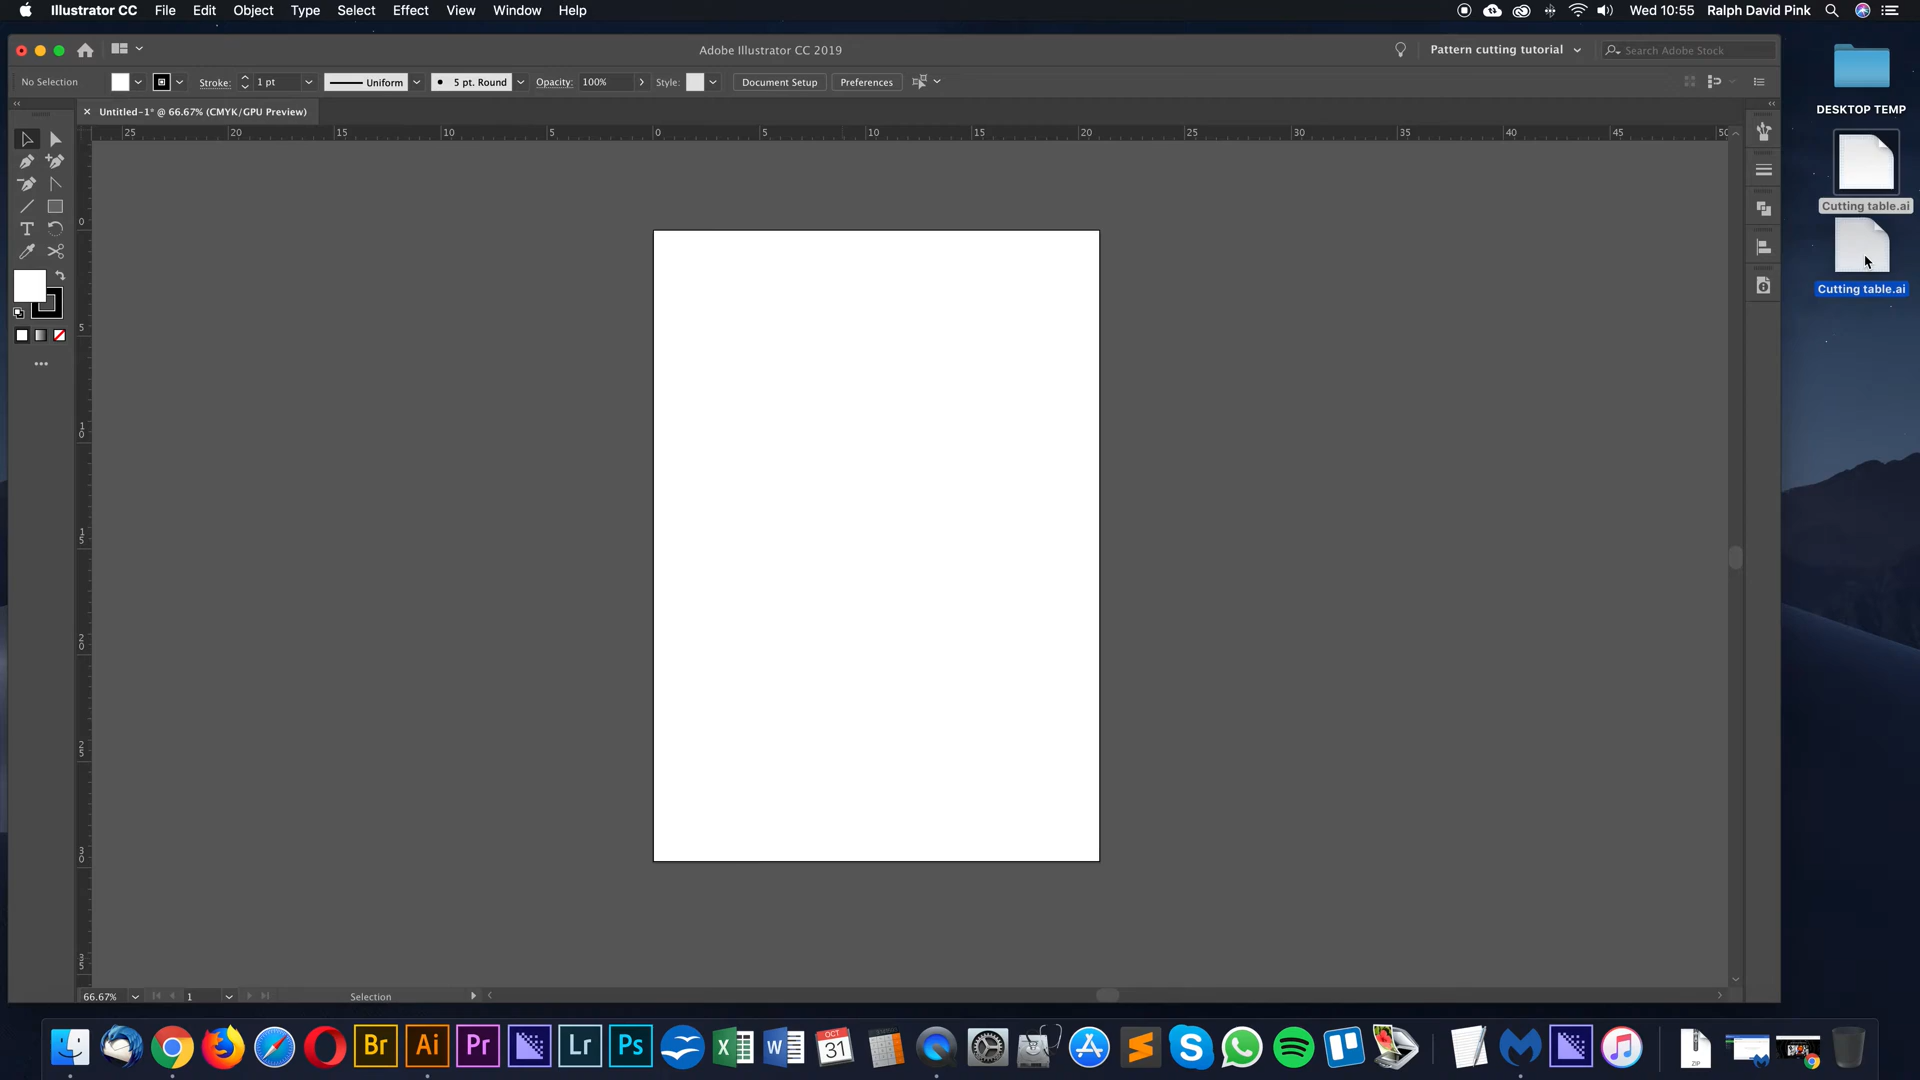 Illustrator CC File Edit Object Type Select Effect View Window Help
Wed 10:55 Ralph David Pink
Adobe Illustrator CC 2019
Pattern cutting tutorial
Search Adobe Stock
No Selection
Stroke:
1 pt
Uniform
5 pt. Round
Opacity:
100%
Style:
Document Setup
Preferences
Untitled-1* @ 66.67% (CMYK/GPU Preview)
25 20 15 10 5 0 5 10 15 20 25 30 35 40 45 50
0
5
10
15
20
25
30
35
T
66.67%
1
Selection
DESKTOP TEMP
Cutting table.ai
Cutting table.ai
Br
Ai
Pr
Lr
Ps
X
W
OCT
31
S
ZIP